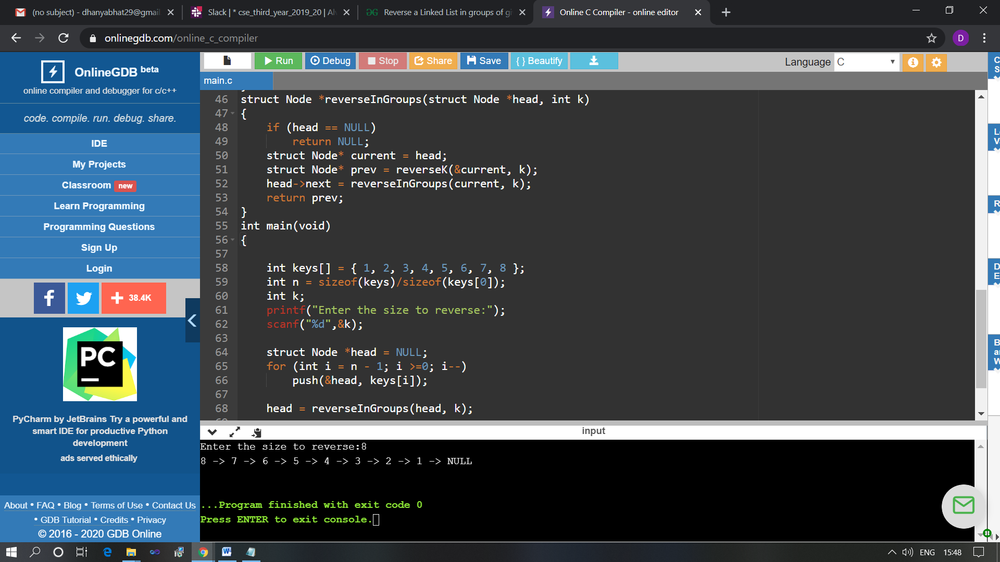 (no subject) - dhanyabhat29@gmail
Slack | * cse_third_year_2019_20 | Al
Reverse a Linked List in groups of gi
Online C Compiler - online editor
onlinegdb.com/online_c_compiler
D
OnlineGDB beta
online compiler and debugger for c/c++
code. compile. run. debug. share.
IDE
My Projects
Classroom new
Learn Programming
Programming Questions
Sign Up
Login
f
38.4K
PC
PyCharm by JetBrains Try a powerful and
smart IDE for productive Python
development
ads served ethically
About • FAQ • Blog • Terms of Use • Contact Us
• GDB Tutorial • Credits • Privacy
© 2016 - 2020 GDB Online
Run
Debug
Stop
Share
Save
{ } Beautify
Language C
main.c
46 struct Node *reverseInGroups(struct Node *head, int k)
47 {
48     if (head == NULL)
49         return NULL;
50     struct Node* current = head;
51     struct Node* prev = reverseK(&current, k);
52     head->next = reverseInGroups(current, k);
53     return prev;
54 }
55 int main(void)
56 {
57
58     int keys[] = { 1, 2, 3, 4, 5, 6, 7, 8 };
59     int n = sizeof(keys)/sizeof(keys[0]);
60     int k;
61     printf("Enter the size to reverse:");
62     scanf("%d",&k);
63
64     struct Node *head = NULL;
65     for (int i = n - 1; i >=0; i--)
66         push(&head, keys[i]);
67
68     head = reverseInGroups(head, k);
input
Enter the size to reverse:8
8 -> 7 -> 6 -> 5 -> 4 -> 3 -> 2 -> 1 -> NULL
...Program finished with exit code 0
Press ENTER to exit console.
ENG
15:48